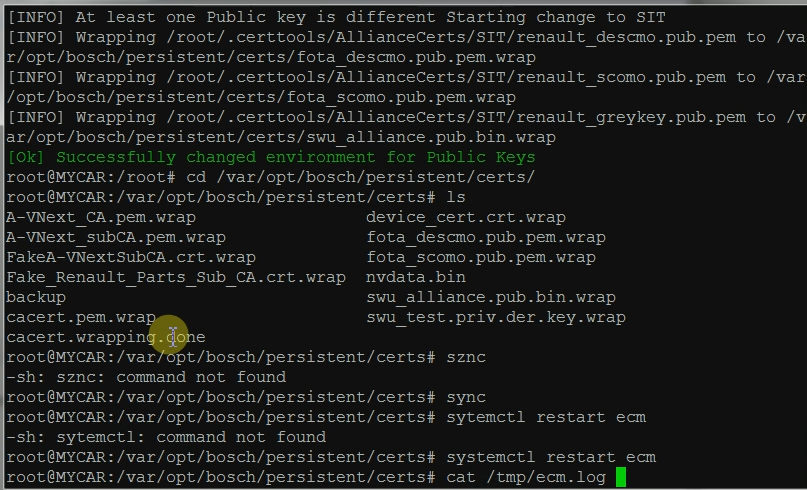 [INFO] At least one Public key is different Starting change to SIT
[INFO] Wrapping /root/.certtools/AllianceCerts/SIT/renault_descmo.pub.pem to /va
r/opt/bosch/persistent/certs/fota_descmo.pub.pem.wrap
[INFO] Wrapping /root/.certtools/AllianceCerts/SIT/renault_scomo.pub.pem to /var
/opt/bosch/persistent/certs/fota_scomo.pub.pem.wrap
[INFO] Wrapping /root/.certtools/AllianceCerts/SIT/renault_greykey.pub.pem to /v
ar/opt/bosch/persistent/certs/swu_alliance.pub.bin.wrap
[Ok] Successfully changed environment for Public Keys
root@MYCAR:/root# cd /var/opt/bosch/persistent/certs/
root@MYCAR:/var/opt/bosch/persistent/certs# ls
A-VNext_CA.pem.wrap device_cert.crt.wrap
A-VNext_subCA.pem.wrap fota_descmo.pub.pem.wrap
FakeA-VNextSubCA.crt.wrap fota_scomo.pub.pem.wrap
Fake_Renault_Parts_Sub_CA.crt.wrap nvdata.bin
backup swu_alliance.pub.bin.wrap
cacert.pem.wrap swu_test.priv.der.key.wrap
cacert.wrapping.done
root@MYCAR:/var/opt/bosch/persistent/certs# sznc
-sh: sznc: command not found
root@MYCAR:/var/opt/bosch/persistent/certs# sync
root@MYCAR:/var/opt/bosch/persistent/certs# sytemctl restart ecm
-sh: sytemctl: command not found
root@MYCAR:/var/opt/bosch/persistent/certs# systemctl restart ecm
root@MYCAR:/var/opt/bosch/persistent/certs# cat /tmp/ecm.log